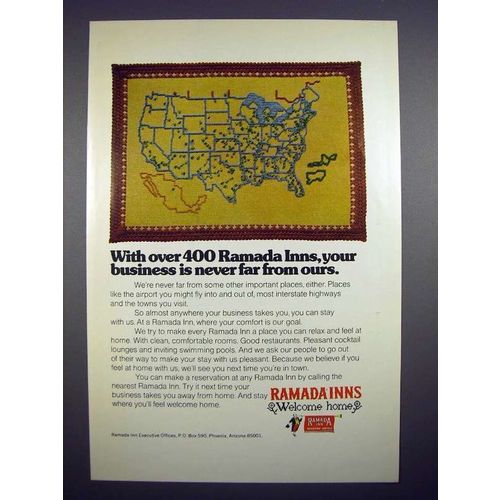 With over 400 Ramada Inns, your
business is never far from ours.
We're never far from some other important places, either. Places
like the airport you might fly into and out of, most interstate highways
and the towns you visit.
So almost anywhere your business takes you, you can stay
with us. At a Ramada Inn, where your comfort is our goal.
We try to make every Ramada Inn a place you can relax and feel at
home. With clean, comfortable rooms. Good restaurants. Pleasant cocktail
lounges and inviting swimming pools. And we ask our people to go out
of their way to make your stay with us pleasant. Because we believe if you
feel at home with us, we'll see you next time you're in town.
You can make a reservation at any Ramada Inn by calling the
nearest Ramada Inn. Try it next time your
business takes you away from home. And stay
where you'll feel welcome home.
RAMADA INNS
Welcome home.
RAMADA
INN
Ramada Inn Executive Offices, P.O. Box 590, Phoenix, Arizona 85001.